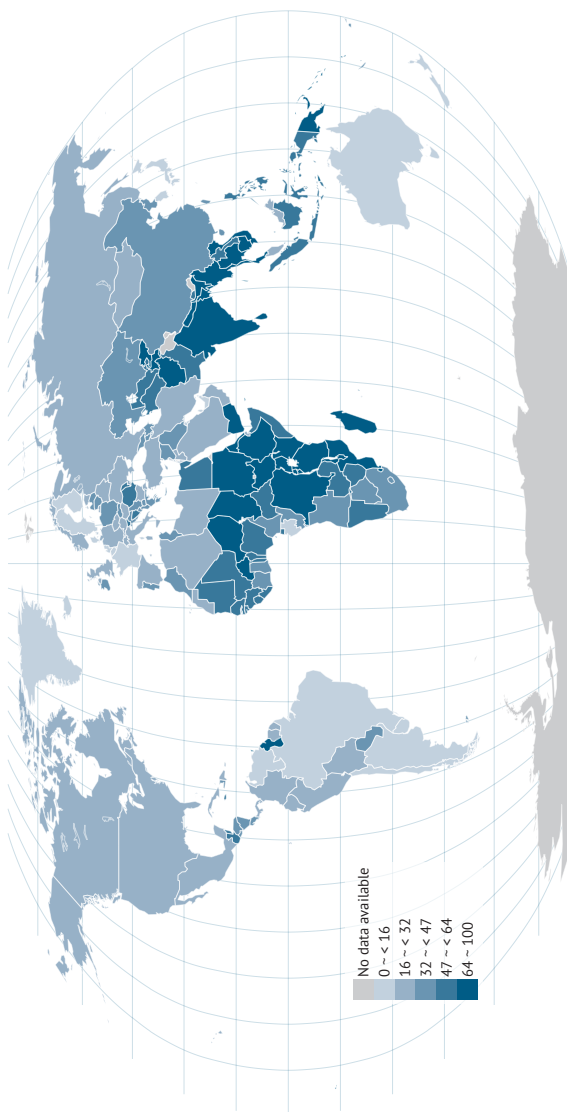 No data available
0 ~ < 16
16 ~ < 32
32 ~ < 47
47 ~ < 64
64 ~ 100